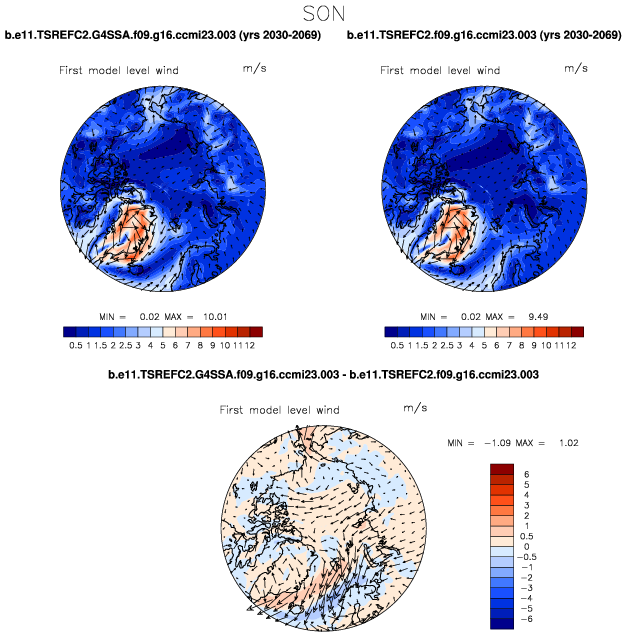 SON
b.e11.TSREFC2.G4SSA.f09.g16.ccmi23.003 (yrs 2030-2069)
b.e11.TSREFC2.f09.g16.ccmi23.003 (yrs 2030-2069)
First model level wind m/s
First model level wind m/s
MIN = 0.02 MAX = 10.01
MIN = 0.02 MAX = 9.49
0.5 1 1.5 2 2.5 3 4 5 6 7 8 9 10 11 12
0.5 1 1.5 2 2.5 3 4 5 6 7 8 9 10 11 12
b.e11.TSREFC2.G4SSA.f09.g16.ccmi23.003 - b.e11.TSREFC2.f09.g16.ccmi23.003
First model level wind m/s
MIN = -1.09 MAX = 1.02
6
5
4
3
2
1
0.5
0
-0.5
-1
-2
-3
-4
-5
-6